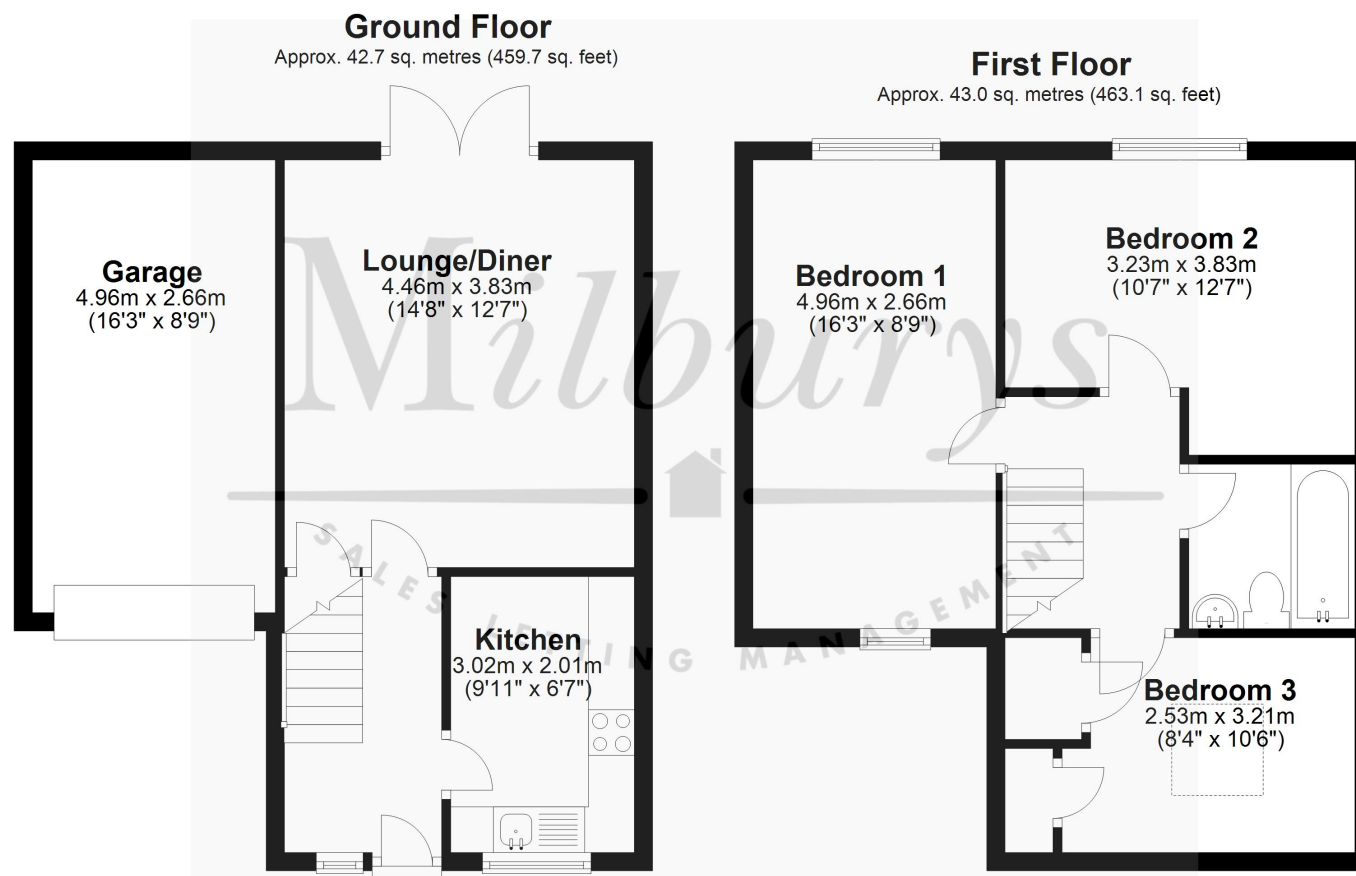 Ground Floor
Approx. 42.7 sq. metres (459.7 sq. feet)
First Floor
Approx. 43.0 sq. metres (463.1 sq. feet)
Garage
4.96m x 2.66m
(16'3" x 8'9")
Lounge/Diner
4.46m x 3.83m
(14'8" x 12'7")
Kitchen
3.02m x 2.01m
(9'11" x 6'7")
Bedroom 1
4.96m x 2.66m
(16'3" x 8'9")
Bedroom 2
3.23m x 3.83m
(10'7" x 12'7")
Bedroom 3
2.53m x 3.21m
(8'4" x 10'6")
Milburys
SALES LETTING MANAGEMENT